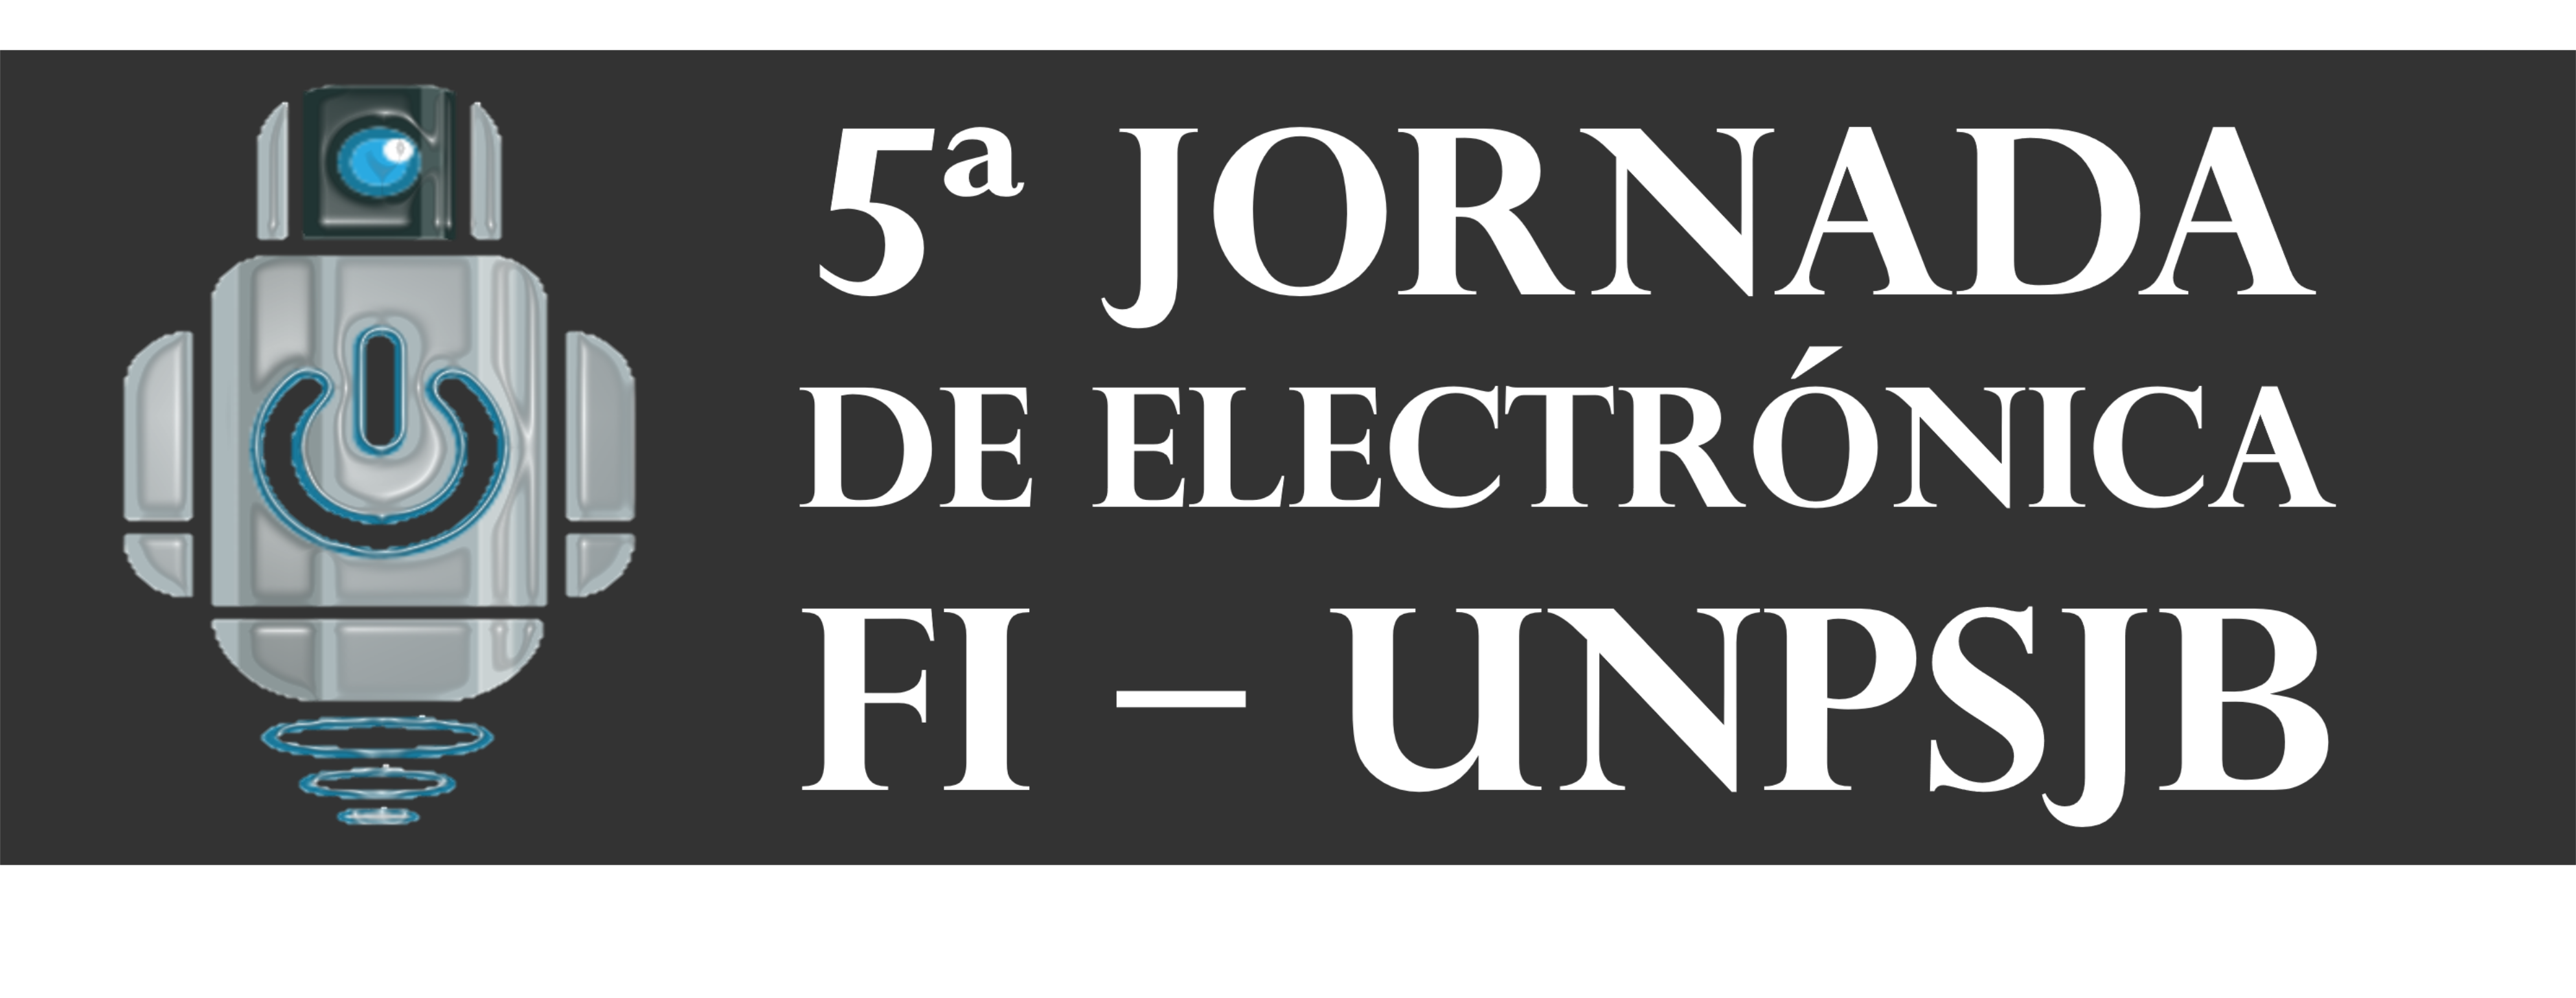 5ª JORNADA
DE ELECTRÓNICA
FI – UNPSJB